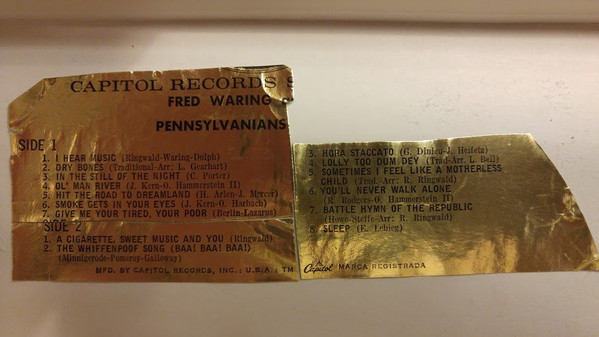 CAPITOL RECORDS S
FRED WARING
PENNSYLVANIANS
SIDE 1
1. I HEAR MUSIC (Ringwald-Waring-Dolph)
2. DRY BONES (Traditional-Arr: L. Gearhart)
3. IN THE STILL OF THE NIGHT (C. Porter)
4. OL' MAN RIVER (J. Kern-O. Hammerstein II)
5. HIT THE ROAD TO DREAMLAND (H. Arlen-J. Mercer)
6. SMOKE GETS IN YOUR EYES (J. Kern-O. Harbach)
7. GIVE ME YOUR TIRED, YOUR POOR (Berlin-Lazarus)
SIDE 2
1. A CIGARETTE, SWEET MUSIC AND YOU (Ringwald)
2. THE WHIFFENPOOF SONG (BAA! BAA! BAA!)
(Minnigerode-Pomeroy-Galloway)
MFD. BY CAPITOL RECORDS, INC.; U.S.A.; TM
3. HORA STACCATO (G. Dinicu-J. Heifetz)
4. LOLLY TOO DUM DEY (Trad-Arr. L. Bell)
5. SOMETIMES I FEEL LIKE A MOTHERLESS
CHILD (Trad.-Arr: R. Ringwald)
6. YOU'LL NEVER WALK ALONE
(R. Rodgers-O. Hammerstein II)
7. BATTLE HYMN OF THE REPUBLIC
(Howe-Steffe-Arr: R. Ringwald)
8. SLEEP (E. Lebieg)
Capitol MARCA REGISTRADA